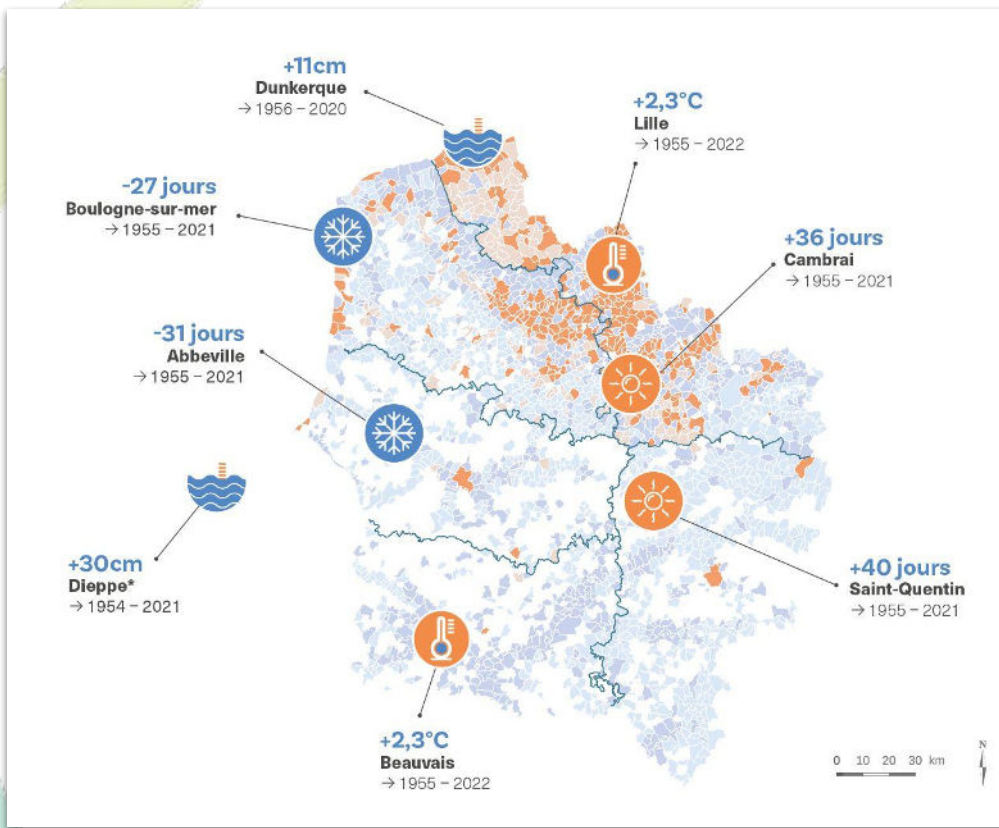 +11cm
Dunkerque
→ 1956 – 2020
+2,3°C
Lille
→ 1955 – 2022
-27 jours
Boulogne-sur-mer
→ 1955 – 2021
+36 jours
Cambrai
→ 1955 – 2021
-31 jours
Abbeville
→ 1955 – 2021
+30cm
Dieppe*
→ 1954 – 2021
+40 jours
Saint-Quentin
→ 1955 – 2021
+2,3°C
Beauvais
→ 1955 – 2022
0 10 20 30 km
N